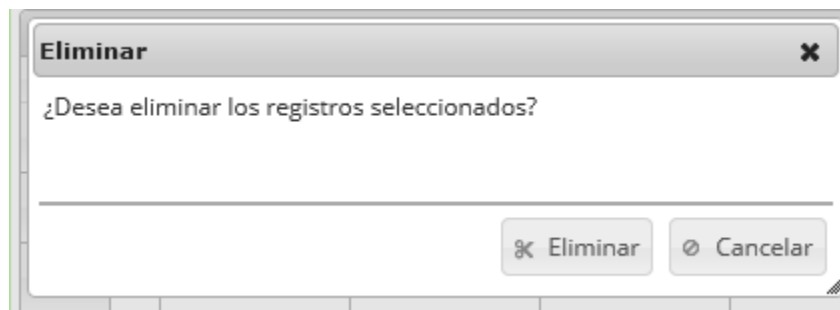 Eliminar
¿Desea eliminar los registros seleccionados?
Eliminar Cancelar